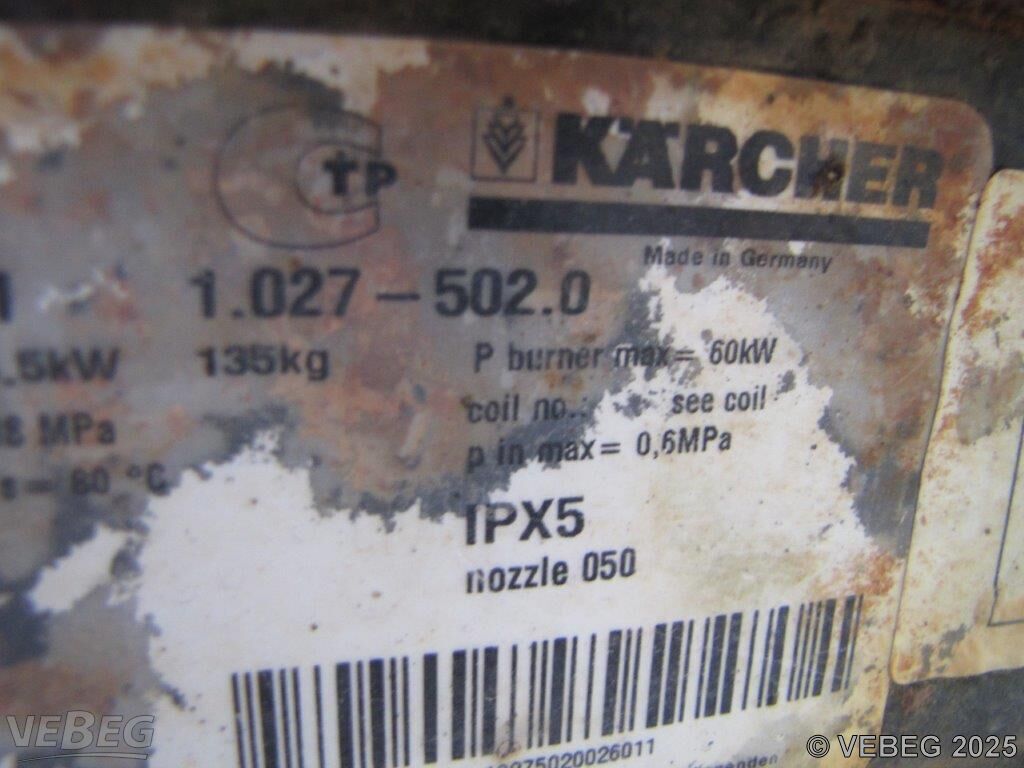 TP
KÄRCHER
Made in Germany
1.027-502.0
.5kW 135kg P burner max= 60kW
coil no.: see coil
MPa
p in max= 0,6MPa
°C
IPX5
nozzle 050
275020026011
VEBEG
© VEBEG 2025